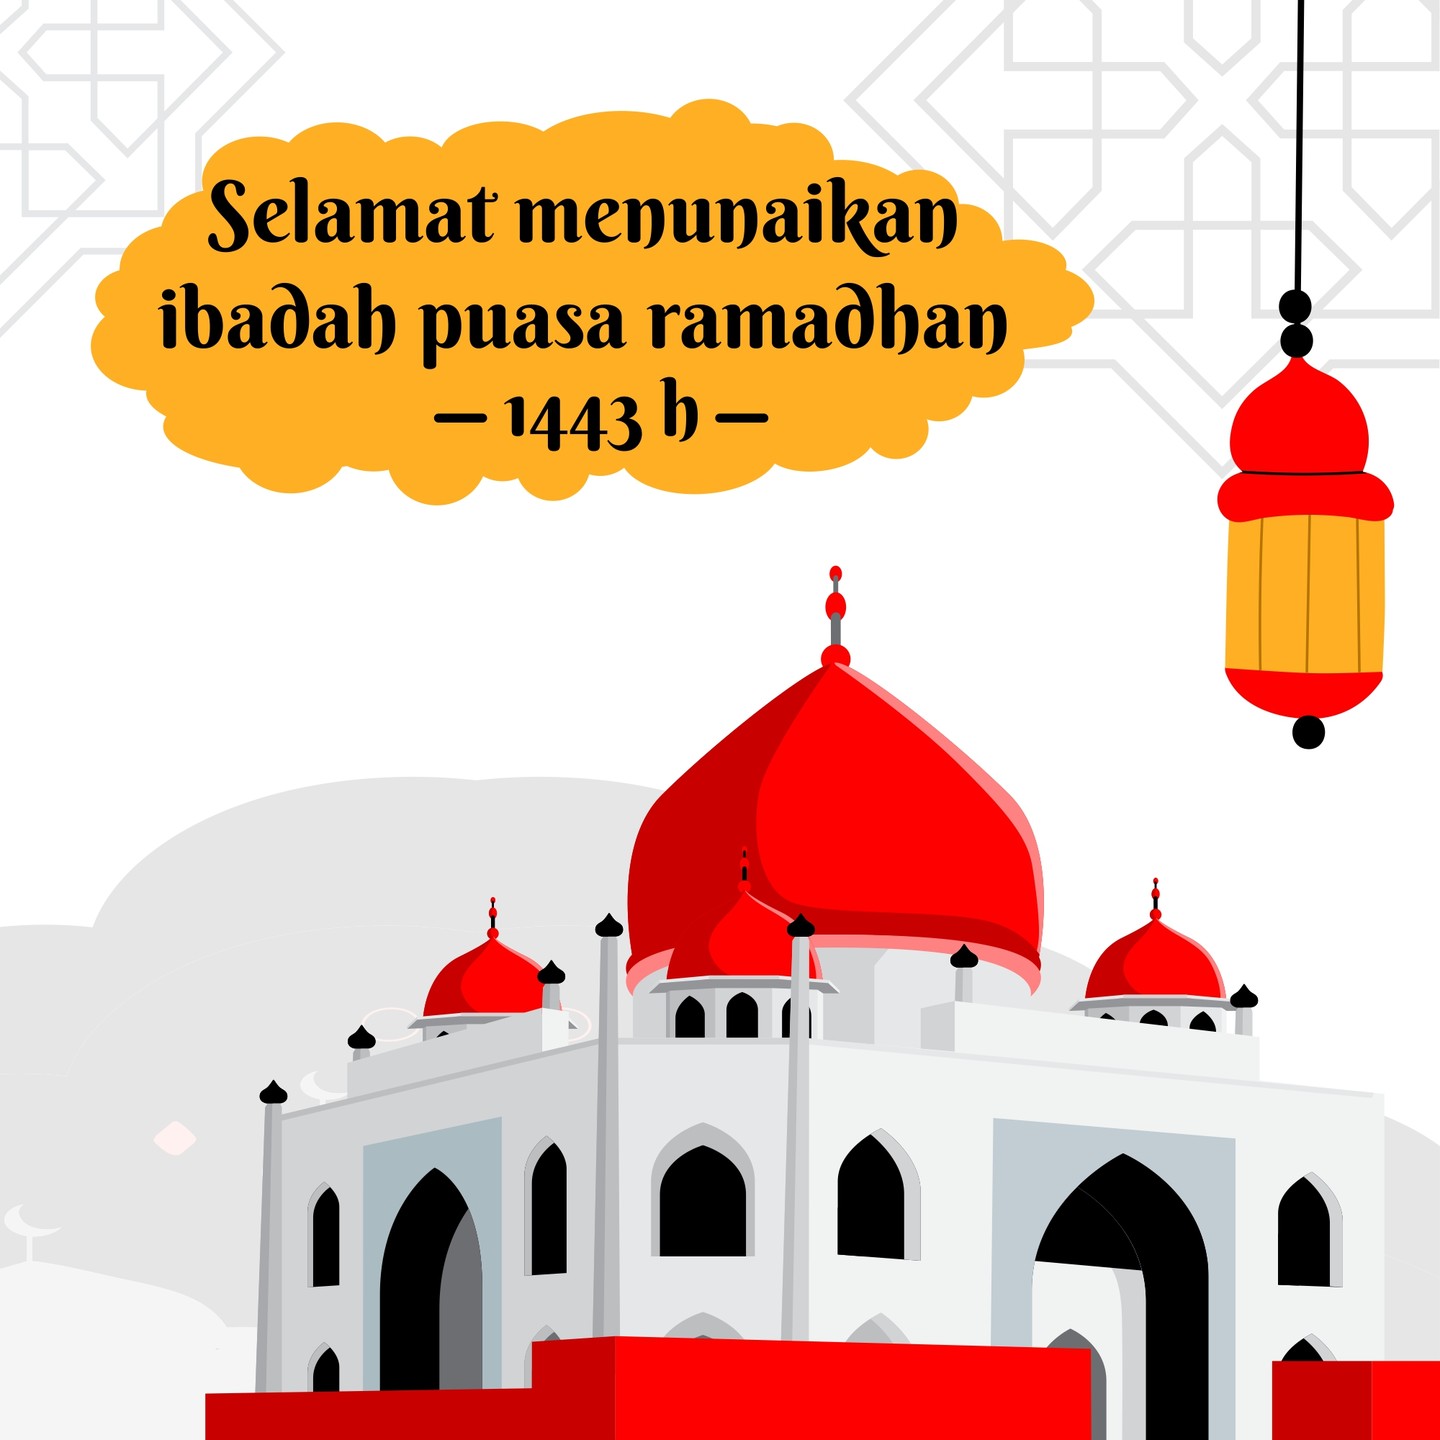 Selamat menunaikan
ibadah puasa ramadhan
– 1443 h –